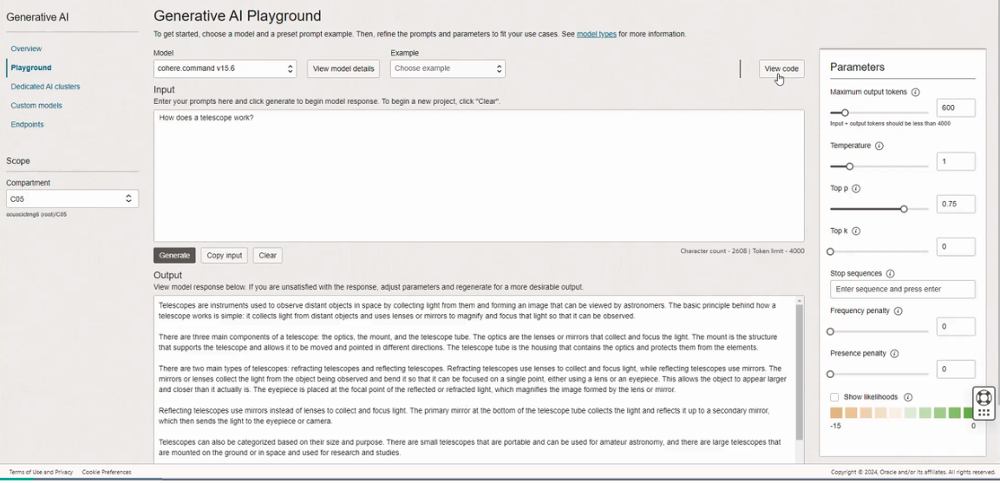 Generative AI
Overview
Playground
Dedicated AI clusters
Custom models
Endpoints
Scope
Compartment
C05
ocuocictrngli (root)/C05
Generative AI Playground
To get started, choose a model and a preset prompt example. Then, refine the prompts and parameters to fit your use cases. See model types for more information.
Model
Example
cohere.command v15.6
View model details
Choose example
View code
Input
Enter your prompts here and click generate to begin model response. To begin a new project, click "Clear".
How does a telescope work?
Generate
Copy input
Clear
Character count - 2608 | Token limit - 4000
Output
View model response below. If you are unsatisfied with the response, adjust parameters and regenerate for a more desirable output.
Telescopes are instruments used to observe distant objects in space by collecting light from them and forming an image that can be viewed by astronomers. The basic principle behind how a
telescope works is simple: it collects light from distant objects and uses lenses or mirrors to magnify and focus that light so that it can be observed.
There are three main components of a telescope: the optics, the mount, and the telescope tube. The optics are the lenses or mirrors that collect and focus the light. The mount is the structure
that supports the telescope and allows it to be moved and pointed in different directions. The telescope tube is the housing that contains the optics and protects them from the elements.
There are two main types of telescopes: refracting telescopes and reflecting telescopes. Refracting telescopes use lenses to collect and focus light, while reflecting telescopes use mirrors. The
mirrors or lenses collect the light from the object being observed and bend it so that it can be focused on a single point, either using a lens or an eyepiece. This allows the object to appear larger
and closer than it actually is. The eyepiece is placed at the focal point of the reflected or refracted light, which magnifies the image formed by the lens or mirror.
Reflecting telescopes use mirrors instead of lenses to collect and focus light. The primary mirror at the bottom of the telescope tube collects the light and reflects it up to a secondary mirror,
which then sends the light to the eyepiece or camera.
Telescopes can also be categorized based on their size and purpose. There are small telescopes that are portable and can be used for amateur astronomy, and there are large telescopes that
are mounted on the ground or in space and used for research and studies.
Parameters
Maximum output tokens
600
Input + output tokens should be less than 4000
Temperature
1
Top p
0.75
Top k
0
Stop sequences
Enter sequence and press enter
Frequency penalty
0
Presence penalty
0
Show likelihoods
-15
0
Terms of Use and Privacy
Cookie Preferences
Copyright © 2024, Oracle and/or its affiliates. All rights reserved.